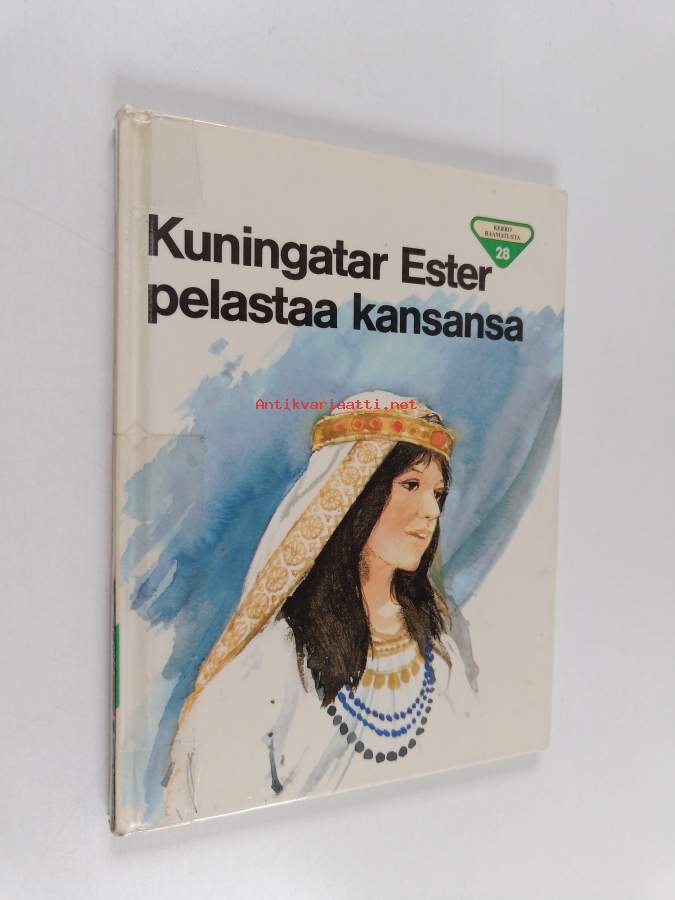 KERRO
RAAMATUSTA
28
Kuningatar Ester
pelastaa kansansa
Antikvariaatti.net